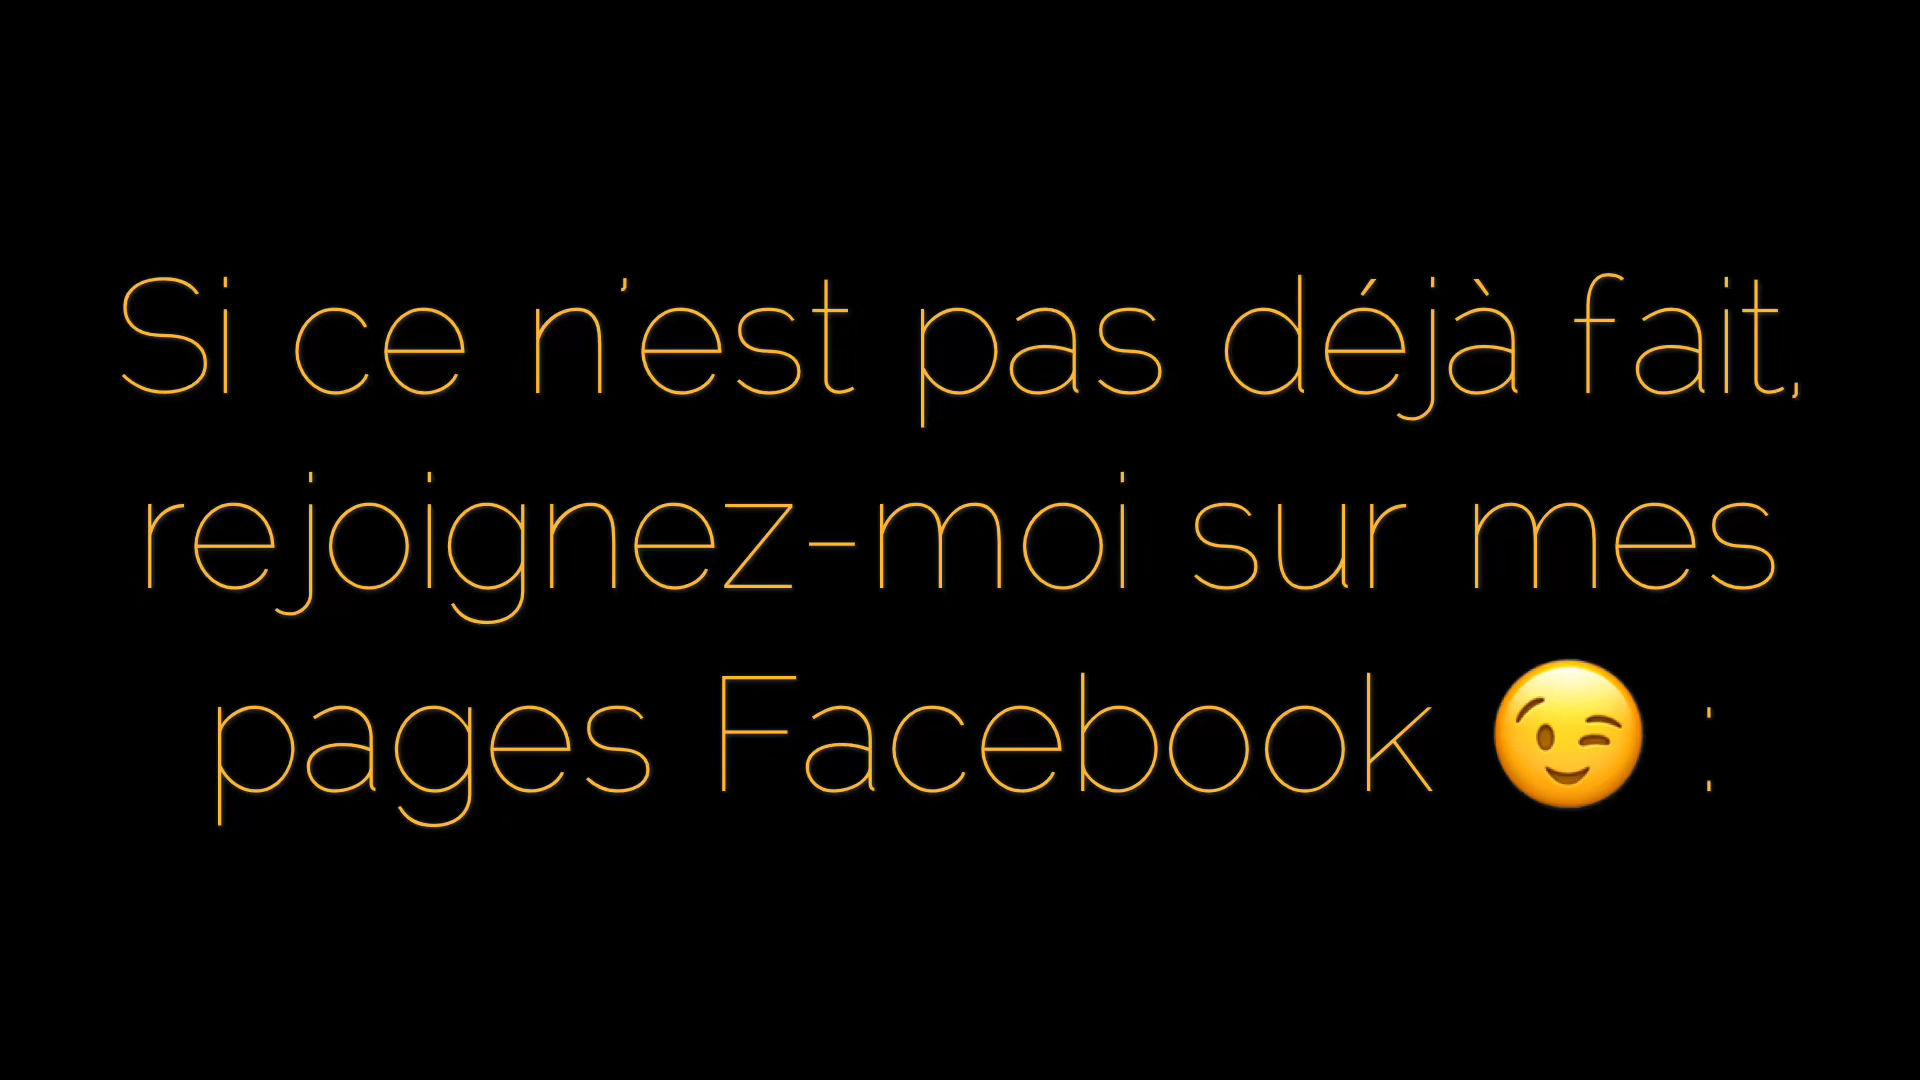 Si ce n’est pas déjà fait,
rejoignez-moi sur mes
pages Facebook 😉 :